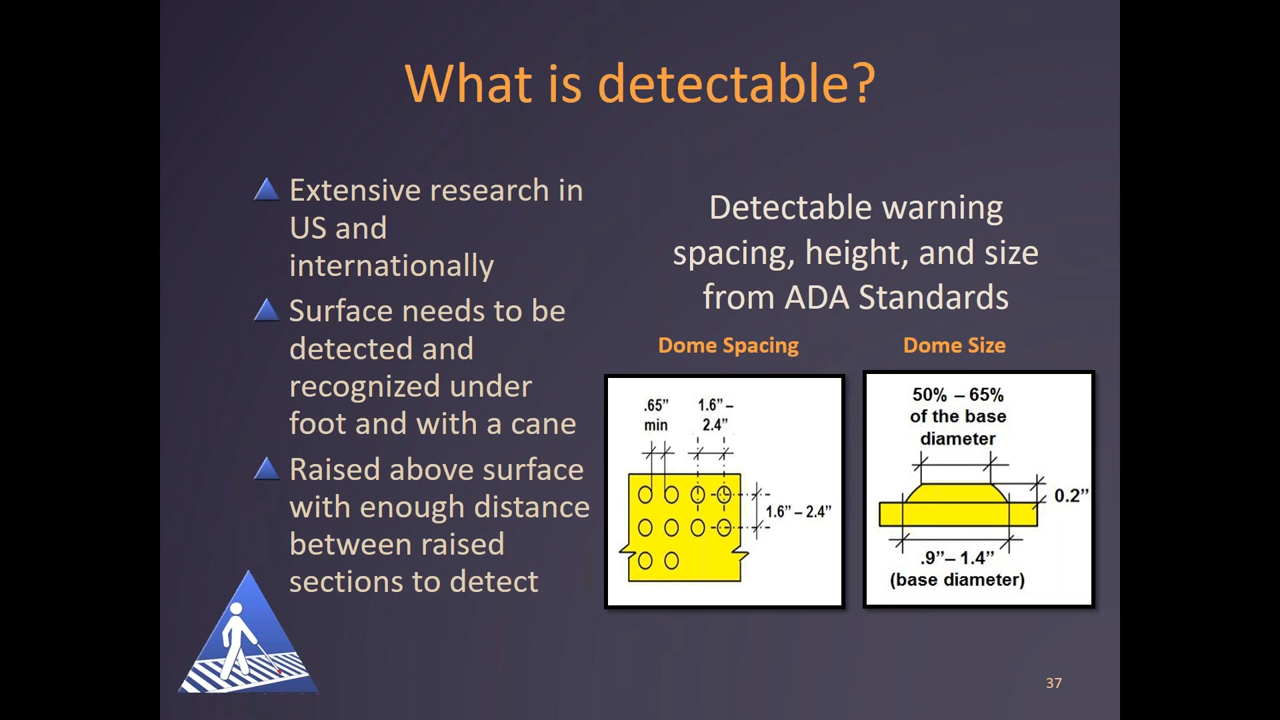 What is detectable?
Extensive research in
US and
internationally
Surface needs to be
detected and
recognized under
foot and with a cane
Raised above surface
with enough distance
between raised
sections to detect
Detectable warning
spacing, height, and size
from ADA Standards
Dome Spacing
.65”
min
1.6” –
2.4”
1.6” – 2.4”
Dome Size
50% – 65%
of the base
diameter
0.2”
.9”– 1.4”
(base diameter)
37